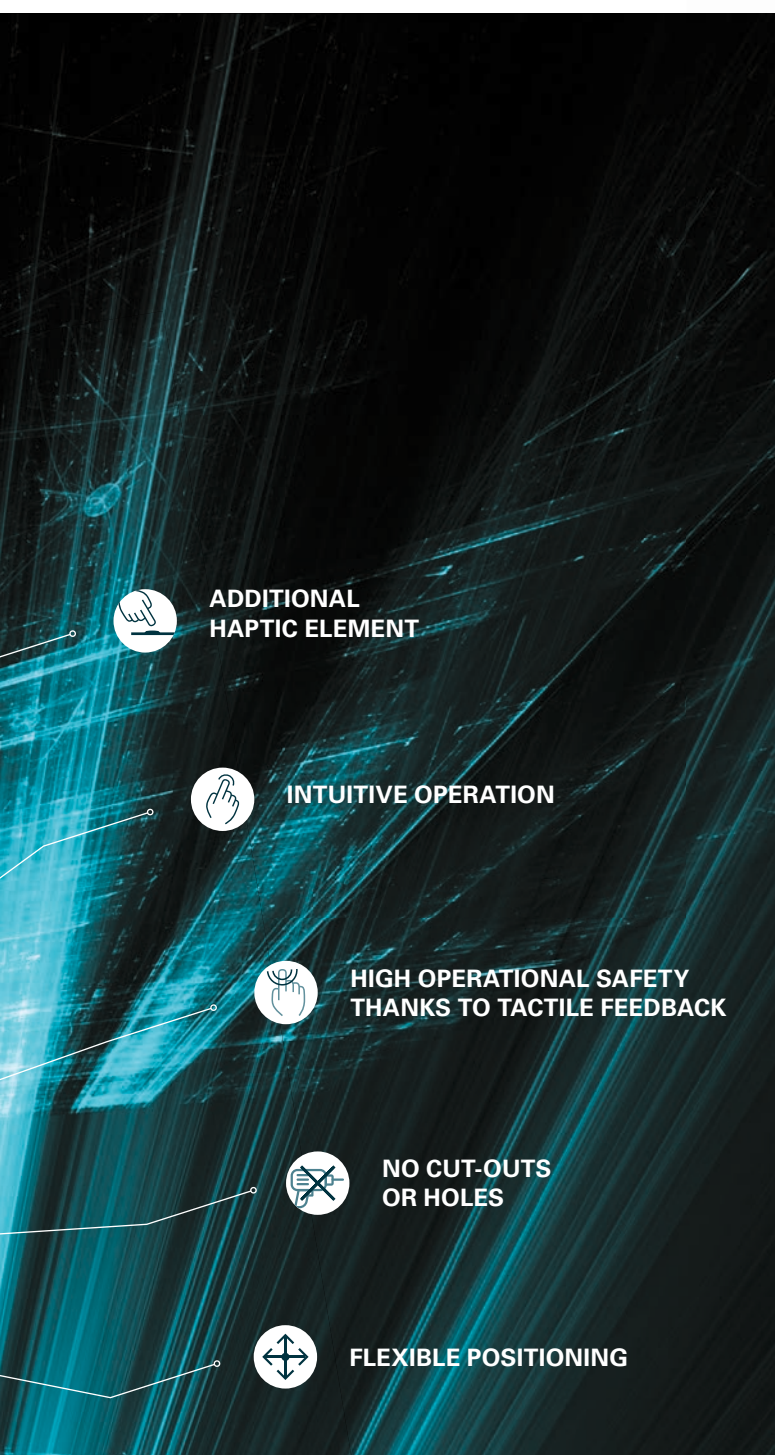 ADDITIONAL
HAPTIC ELEMENT
INTUITIVE OPERATION
HIGH OPERATIONAL SAFETY
THANKS TO TACTILE FEEDBACK
NO CUT-OUTS
OR HOLES
FLEXIBLE POSITIONING